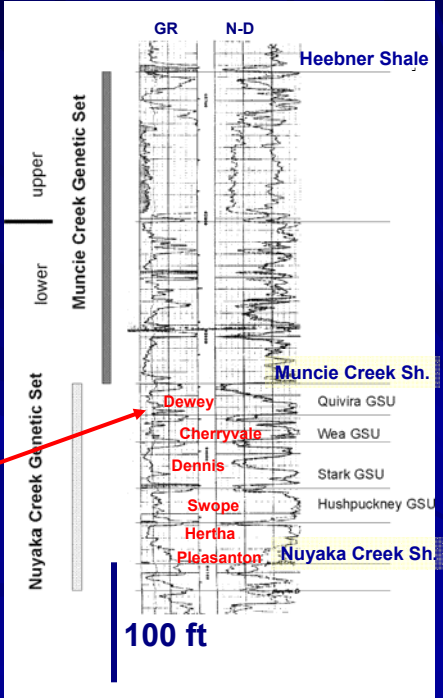 GR N-D
Heebner Shale
upper
Muncie Creek Genetic Set
lower
Muncie Creek Sh.
Dewey
Quivira GSU
Cherryvale
Wea GSU
Dennis
Stark GSU
Nuyaka Creek Genetic Set
Swope
Hushpuckney GSU
Hertha
Pleasanton
Nuyaka Creek Sh.
100 ft